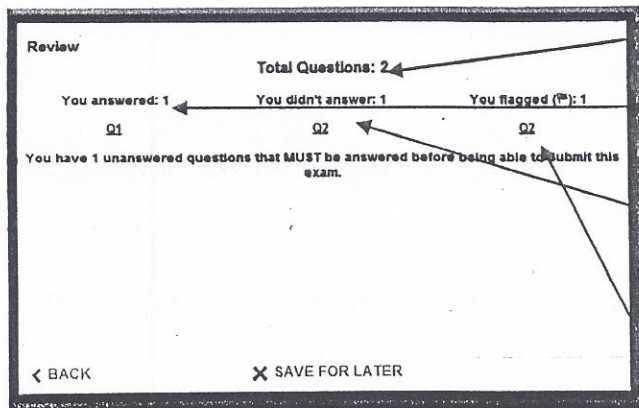 Review
Total Questions: 2
You answered: 1 You didn't answer: 1 You flagged (⚑): 1
Q1 Q2 Q2
You have 1 unanswered questions that MUST be answered before being able to submit this
exam.
< BACK X SAVE FOR LATER